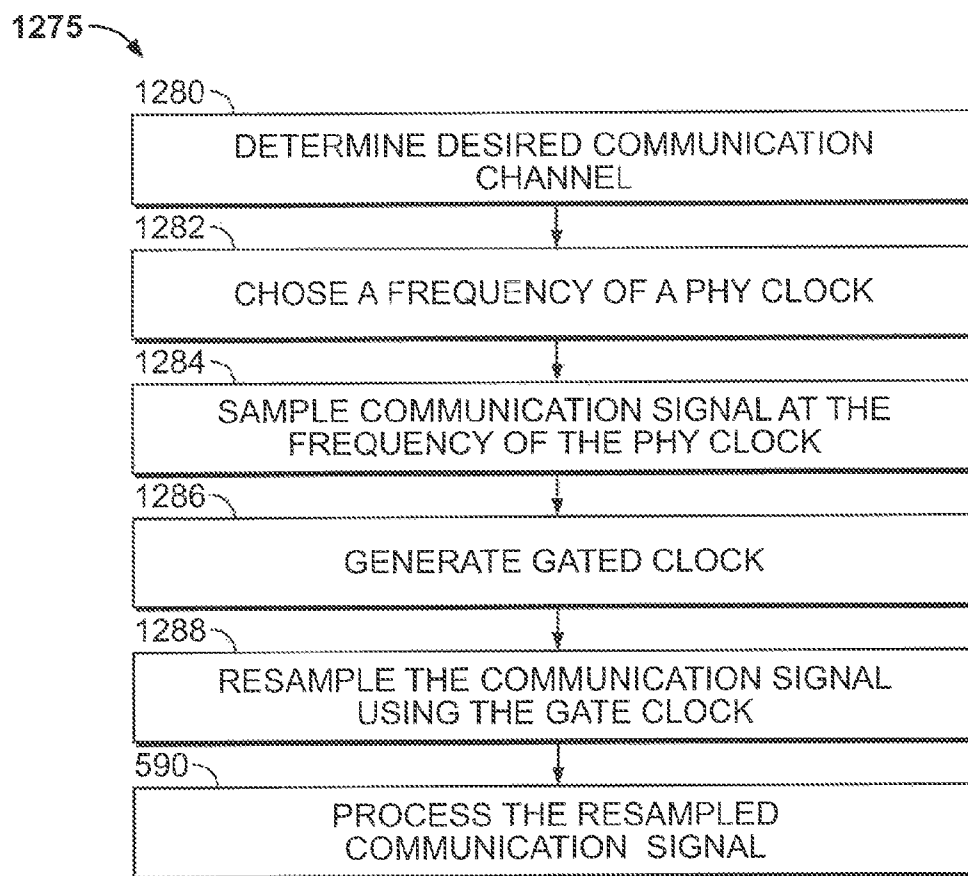 1275
1280
DETERMINE DESIRED COMMUNICATION
CHANNEL
1282
CHOSE A FREQUENCY OF A PHY CLOCK
1284
SAMPLE COMMUNICATION SIGNAL AT THE
FREQUENCY OF THE PHY CLOCK
1286
GENERATE GATED CLOCK
1288
RESAMPLE THE COMMUNICATION SIGNAL
USING THE GATE CLOCK
590
PROCESS THE RESAMPLED
COMMUNICATION SIGNAL